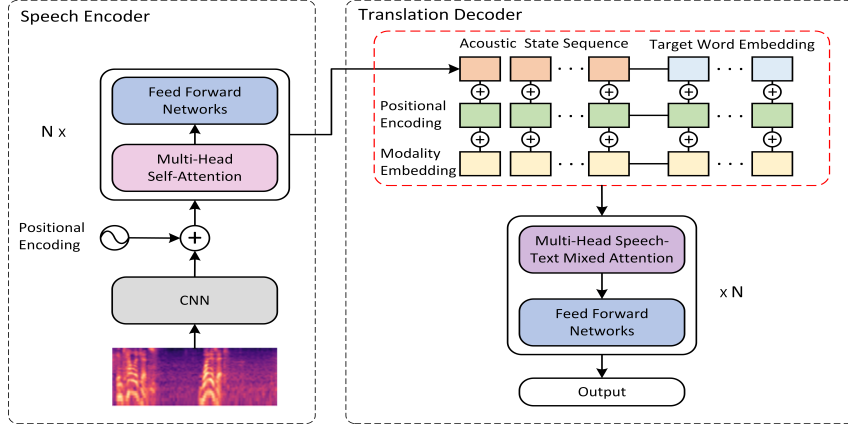 Speech Encoder
Feed Forward
Networks
N x
Multi-Head
Self-Attention
Positional
Encoding
CNN
Translation Decoder
Acoustic State Sequence
Target Word Embedding
Positional
Encoding
Modality
Embedding
Multi-Head Speech-
Text Mixed Attention
x N
Feed Forward
Networks
Output